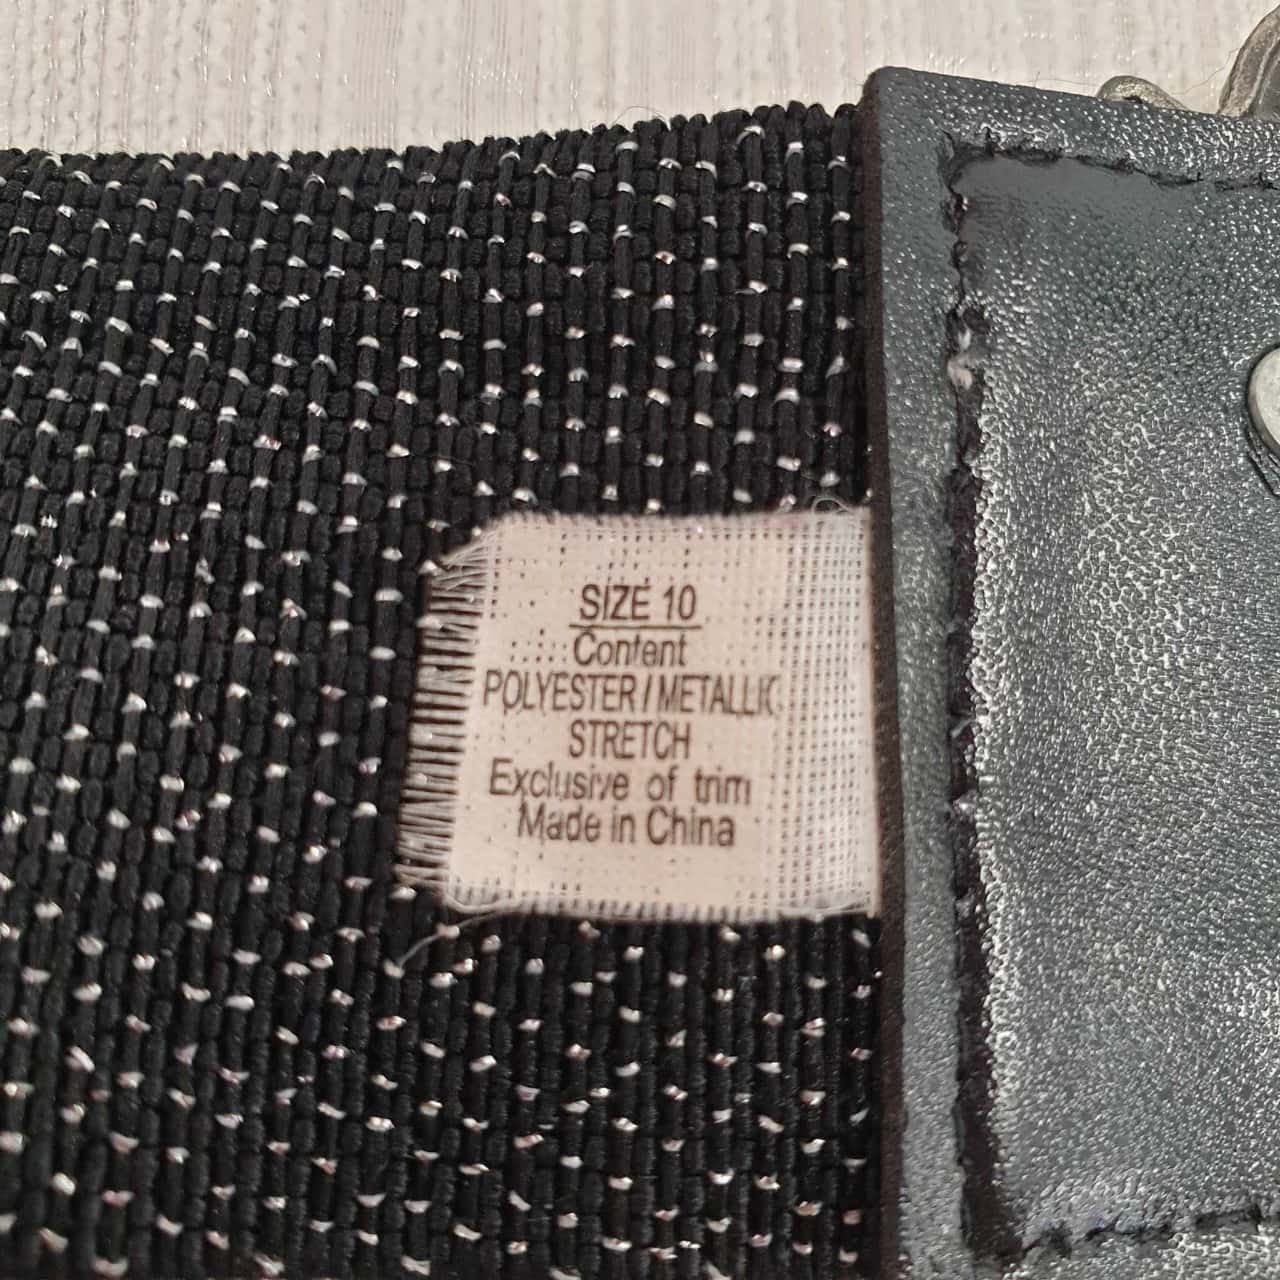 SIZE 10
Content
POLYESTER / METALLIC
STRETCH
Exclusive of trim
Made in China